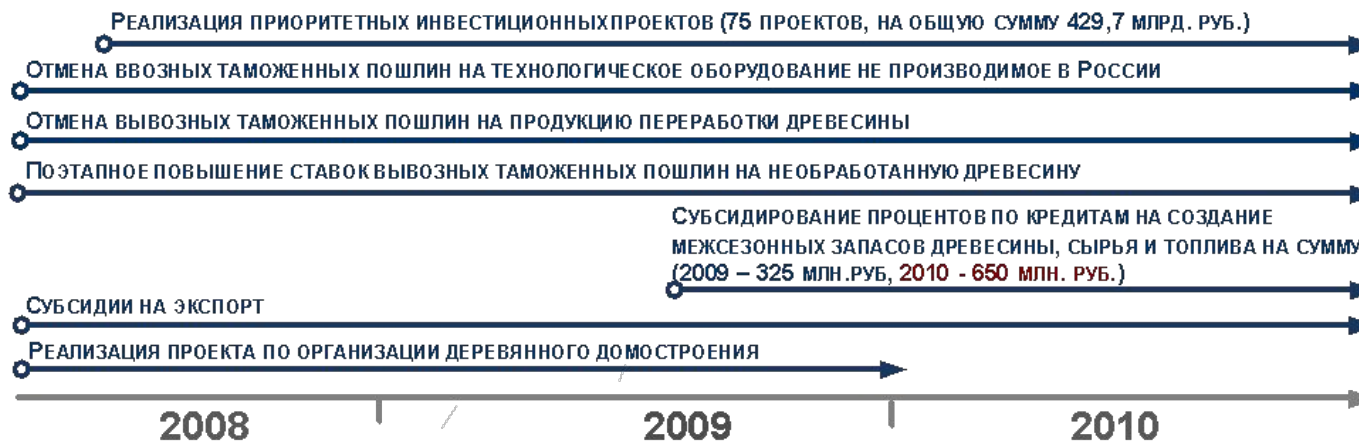 Реализация приоритетных инвестиционных проектов (75 проектов, на общую сумму 429,7 млрд. руб.)
Отмена ввозных таможенных пошлин на технологическое оборудование не производимое в России
Отмена вывозных таможенных пошлин на продукцию переработки древесины
Поэтапное повышение ставок вывозных таможенных пошлин на необработанную древесину
Субсидирование процентов по кредитам на создание
межсезонных запасов древесины, сырья и топлива на сумму
(2009 – 325 млн.руб, 2010 - 650 млн. руб.)
Субсидии на экспорт
Реализация проекта по организации деревянного домостроения
2008 2009 2010